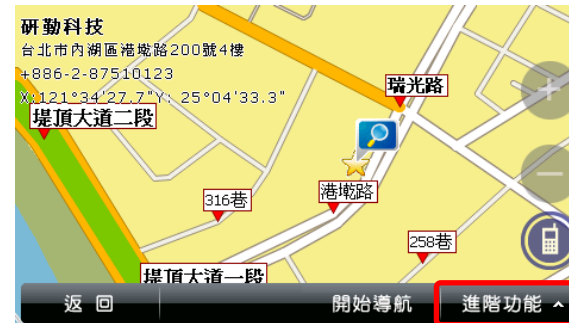 研勤科技
台北市內湖區港墘路200號4樓
+886-2-87510123
X:121°34'27.7"Y: 25°04'33.3"
瑞光路
堤頂大道二段
316巷
港墘路
258巷
堤頂大道一段
返回
開始導航
進階功能